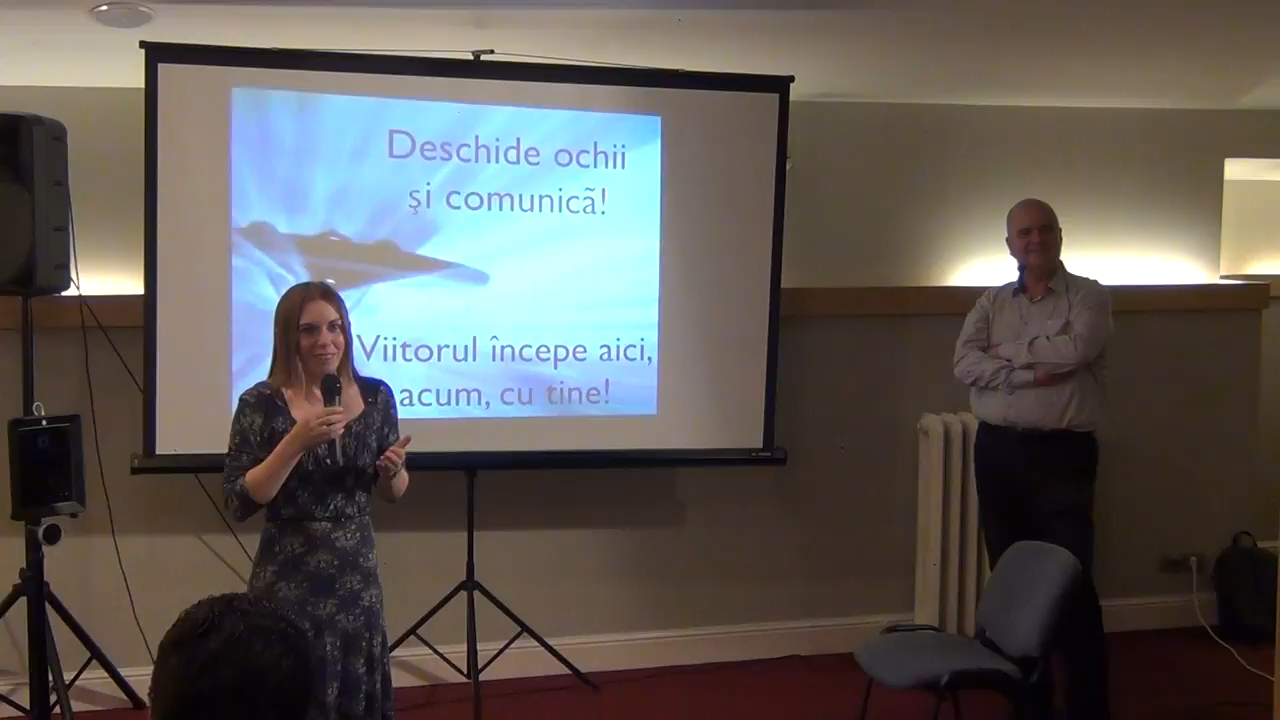 Deschide ochii
şi comunicã!
Viitorul începe aici,
acum, cu tine!